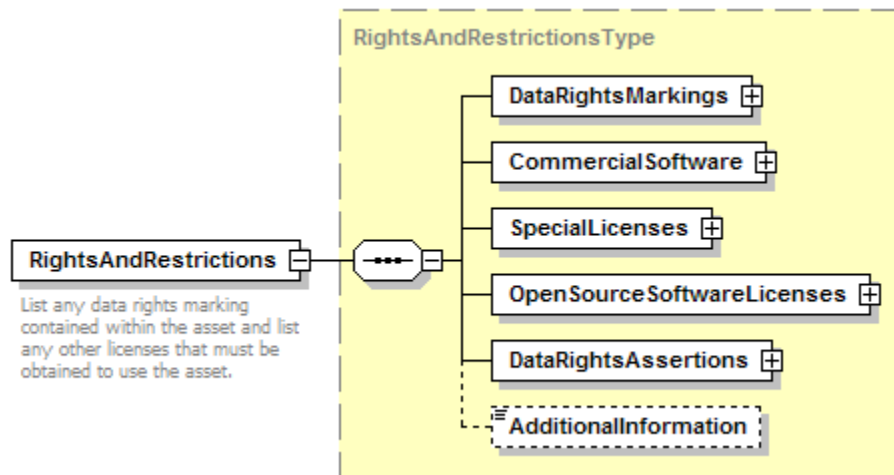 RightsAndRestrictionsType
DataRightsMarkings
CommercialSoftware
SpecialLicenses
RightsAndRestrictions
List any data rights marking
contained within the asset and list
any other licenses that must be
obtained to use the asset.
OpenSourceSoftwareLicenses
DataRightsAssertions
AdditionalInformation